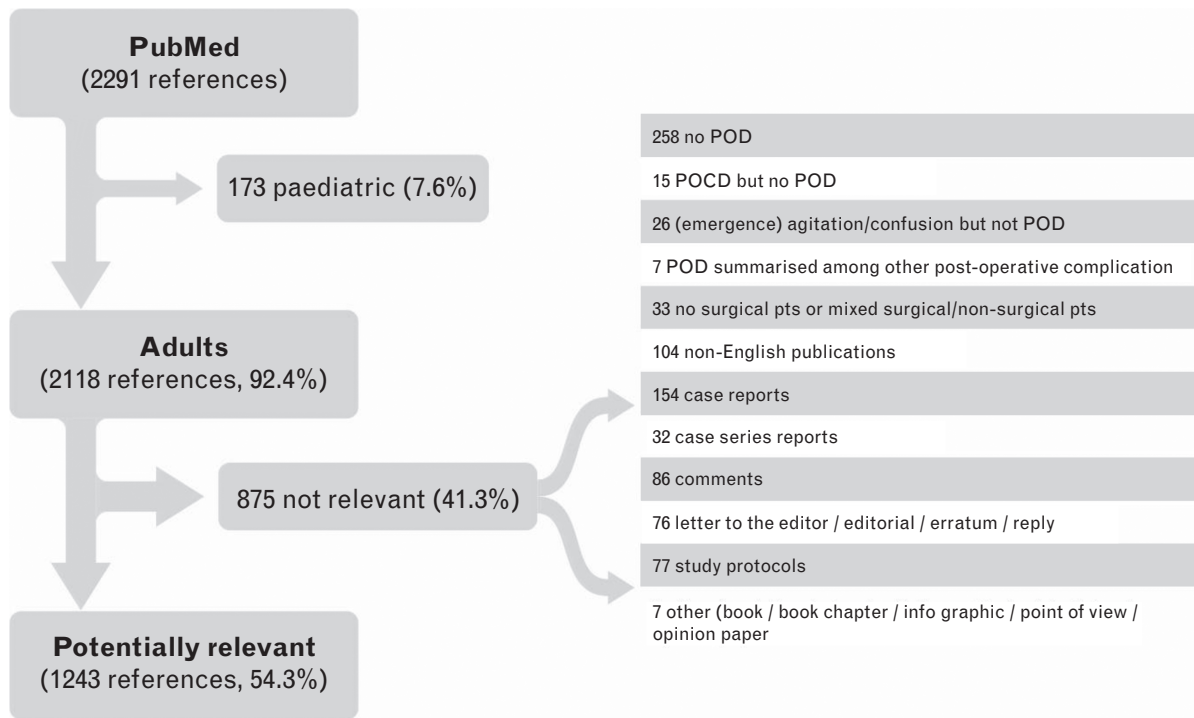 PubMed
(2291 references)
173 paediatric (7.6%)
Adults
(2118 references, 92.4%)
875 not relevant (41.3%)
Potentially relevant
(1243 references, 54.3%)
258 no POD
15 POCD but no POD
26 (emergence) agitation/confusion but not POD
7 POD summarised among other post-operative complication
33 no surgical pts or mixed surgical/non-surgical pts
104 non-English publications
154 case reports
32 case series reports
86 comments
76 letter to the editor / editorial / erratum / reply
77 study protocols
7 other (book / book chapter / info graphic / point of view /
opinion paper